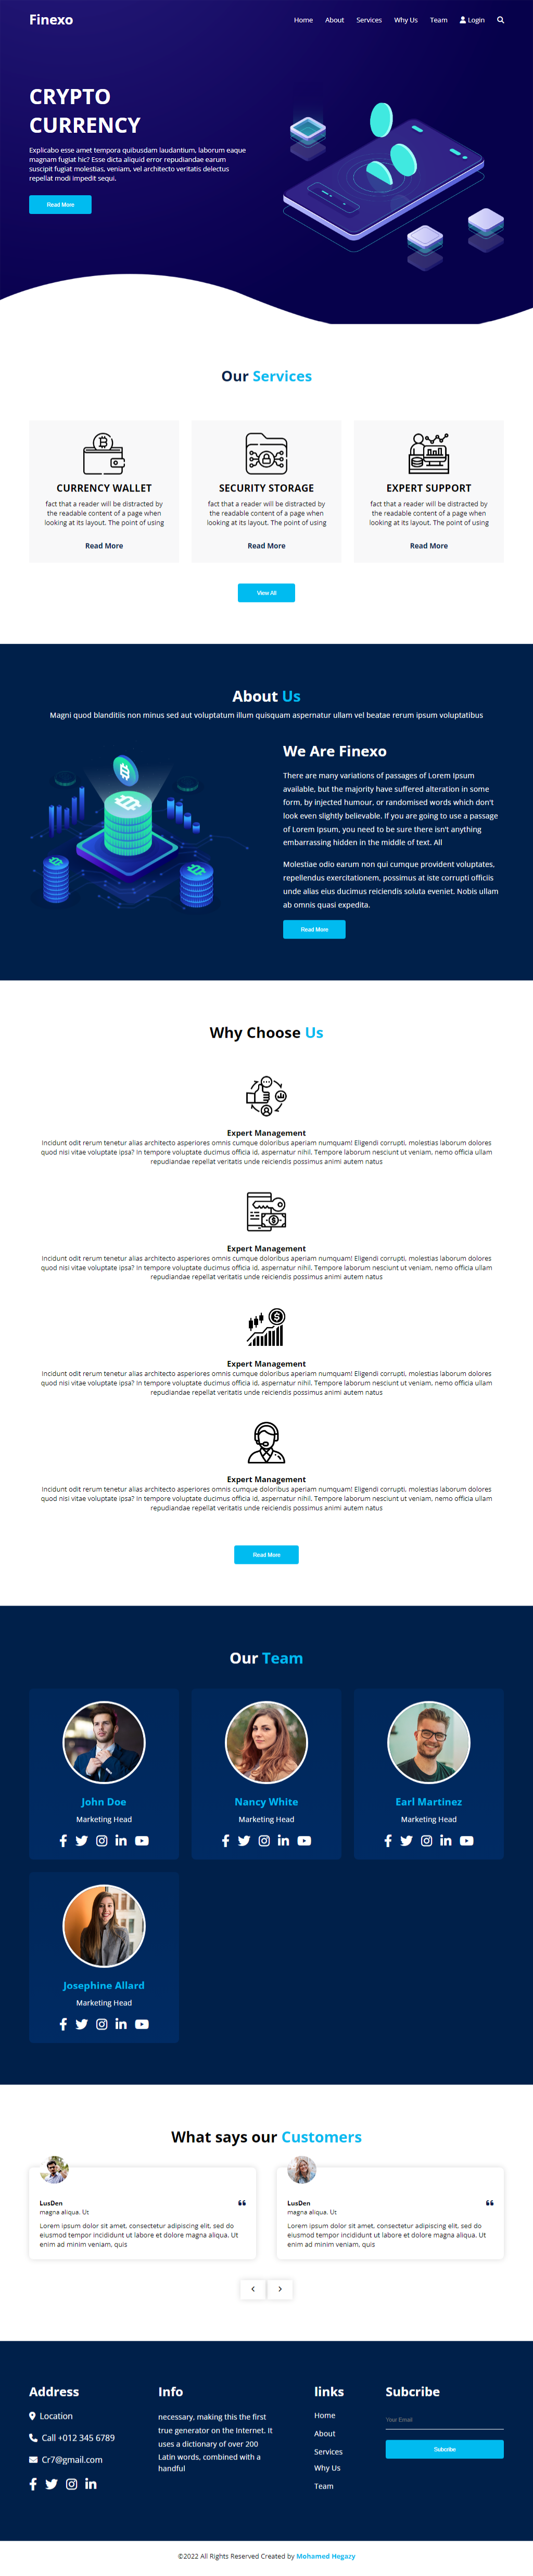 Finexo
Home About Services Why Us Team Login
CRYPTO
CURRENCY
Explicabo esse amet tempora quibusdam laudantium, laborum eaque
magnam fugiat hic? Esse dicta aliquid error repudiandae earum
suscipit fugiat molestias, veniam, vel architecto veritatis delectus
repellat modi impedit sequi.
Read More
Our Services
CURRENCY WALLET
fact that a reader will be distracted by
the readable content of a page when
looking at its layout. The point of using
Read More
SECURITY STORAGE
fact that a reader will be distracted by
the readable content of a page when
looking at its layout. The point of using
Read More
EXPERT SUPPORT
fact that a reader will be distracted by
the readable content of a page when
looking at its layout. The point of using
Read More
View All
About Us
Magni quod blanditiis non minus sed aut voluptatum illum quisquam aspernatur ullam vel beatae rerum ipsum voluptatibus
We Are Finexo
There are many variations of passages of Lorem Ipsum
available, but the majority have suffered alteration in some
form, by injected humour, or randomised words which don't
look even slightly believable. If you are going to use a passage
of Lorem Ipsum, you need to be sure there isn't anything
embarrassing hidden in the middle of text. All
Molestiae odio earum non qui cumque provident voluptates,
repellendus exercitationem, possimus at iste corrupti officiis
unde alias eius ducimus reiciendis soluta eveniet. Nobis ullam
ab omnis quasi expedita.
Read More
Why Choose Us
Expert Management
Incidunt odit rerum tenetur alias architecto asperiores omnis cumque doloribus aperiam numquam! Eligendi corrupti, molestias laborum dolores
quod nisi vitae voluptate ipsa? In tempore voluptate ducimus officia id, aspernatur nihil. Tempore laborum nesciunt ut veniam, nemo officia ullam
repudiandae repellat veritatis unde reiciendis possimus animi autem natus
Expert Management
Incidunt odit rerum tenetur alias architecto asperiores omnis cumque doloribus aperiam numquam! Eligendi corrupti, molestias laborum dolores
quod nisi vitae voluptate ipsa? In tempore voluptate ducimus officia id, aspernatur nihil. Tempore laborum nesciunt ut veniam, nemo officia ullam
repudiandae repellat veritatis unde reiciendis possimus animi autem natus
Expert Management
Incidunt odit rerum tenetur alias architecto asperiores omnis cumque doloribus aperiam numquam! Eligendi corrupti, molestias laborum dolores
quod nisi vitae voluptate ipsa? In tempore voluptate ducimus officia id, aspernatur nihil. Tempore laborum nesciunt ut veniam, nemo officia ullam
repudiandae repellat veritatis unde reiciendis possimus animi autem natus
Expert Management
Incidunt odit rerum tenetur alias architecto asperiores omnis cumque doloribus aperiam numquam! Eligendi corrupti, molestias laborum dolores
quod nisi vitae voluptate ipsa? In tempore voluptate ducimus officia id, aspernatur nihil. Tempore laborum nesciunt ut veniam, nemo officia ullam
repudiandae repellat veritatis unde reiciendis possimus animi autem natus
Read More
Our Team
John Doe
Marketing Head
Nancy White
Marketing Head
Earl Martinez
Marketing Head
Josephine Allard
Marketing Head
What says our Customers
LusDen
magna aliqua. Ut
Lorem ipsum dolor sit amet, consectetur adipiscing elit, sed do
eiusmod tempor incididunt ut labore et dolore magna aliqua. Ut
enim ad minim veniam, quis
LusDen
magna aliqua. Ut
Lorem ipsum dolor sit amet, consectetur adipiscing elit, sed do
eiusmod tempor incididunt ut labore et dolore magna aliqua. Ut
enim ad minim veniam, quis
Address
Location
Call +012 345 6789
Cr7@gmail.com
Info
necessary, making this the first
true generator on the Internet. It
uses a dictionary of over 200
Latin words, combined with a
handful
links
Home
About
Services
Why Us
Team
Subcribe
Your Email
Subcribe
©2022 All Rights Reserved Created by Mohamed Hegazy